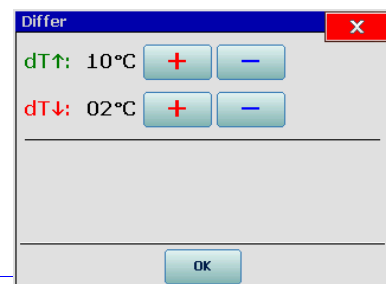 Differ X
dT↑: 10°C + −
dT↓: 02°C + −
OK